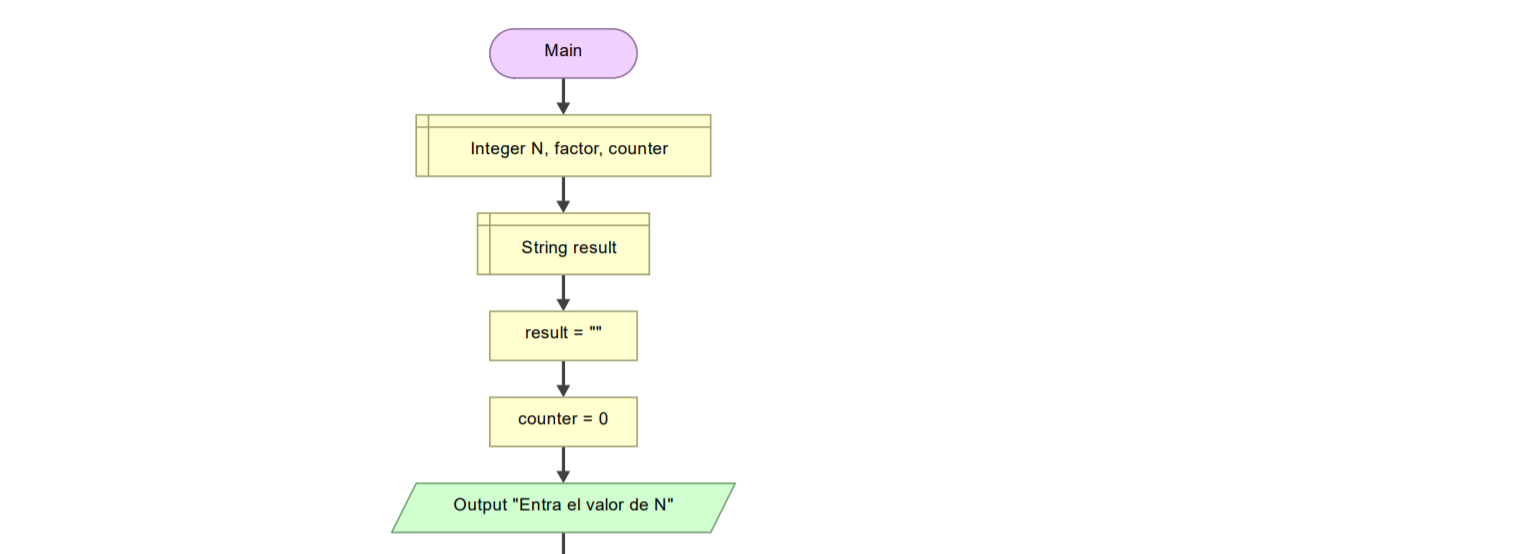 Main
Integer N, factor, counter
String result
result = ""
counter = 0
Output "Entra el valor de N"